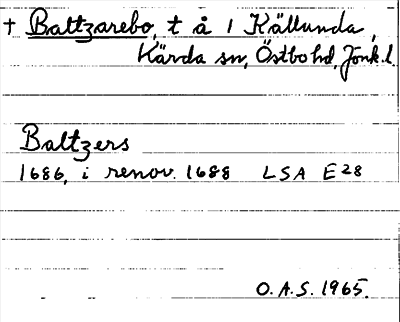 † Baltzarebo, t å 1 Källunda,
Kärda sn, Östbo hd, Jönk.l.
Baltzers
1686, i renov. 1688 LSA E28
O.A.S. 1965.